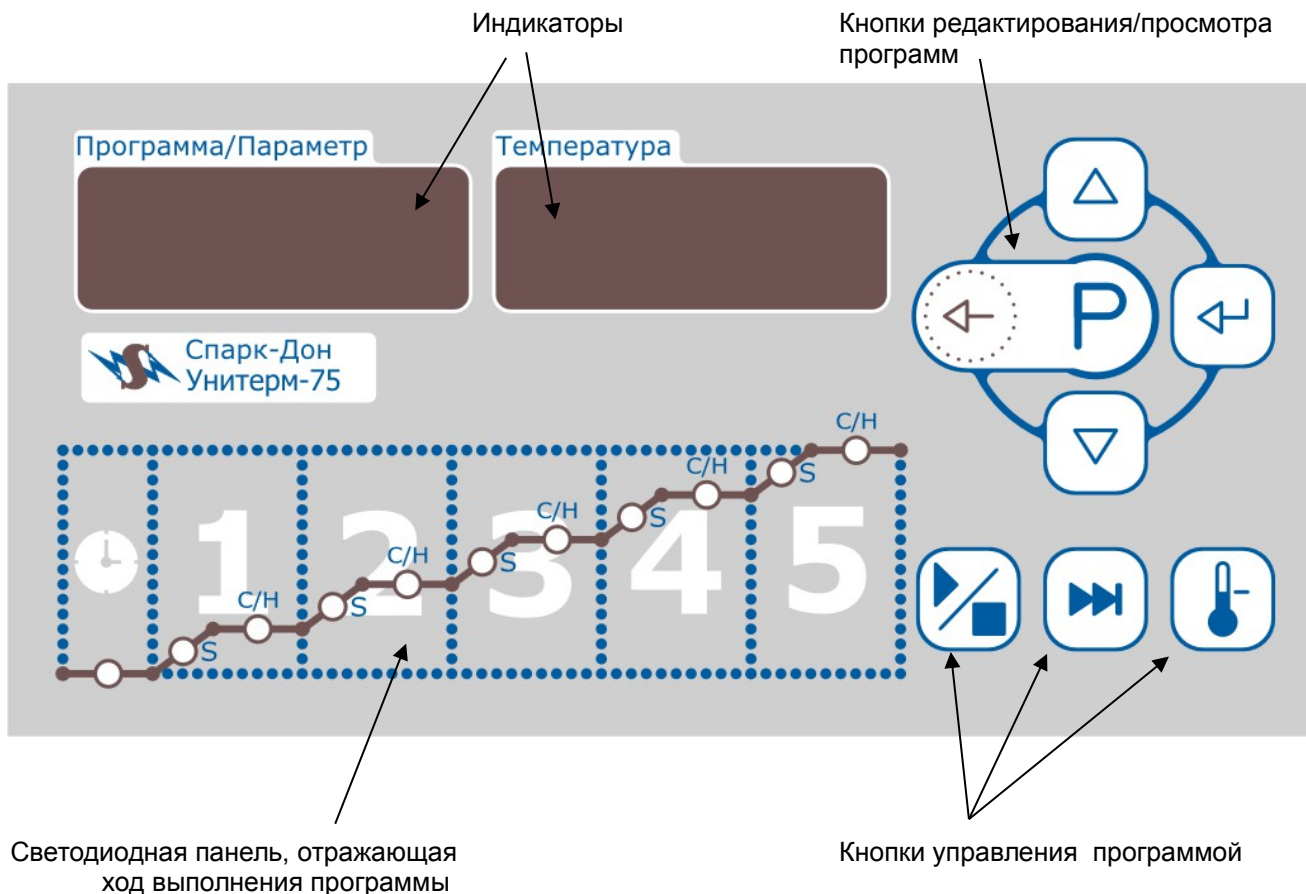 Индикаторы
Кнопки редактирования/просмотра
программ
Программа/Параметр
Температура
P
Спарк-Дон
Унитерм-75
1
2
3
4
5
S
C/H
S
C/H
S
C/H
S
C/H
S
C/H
Светодиодная панель, отражающая
ход выполнения программы
Кнопки управления программой